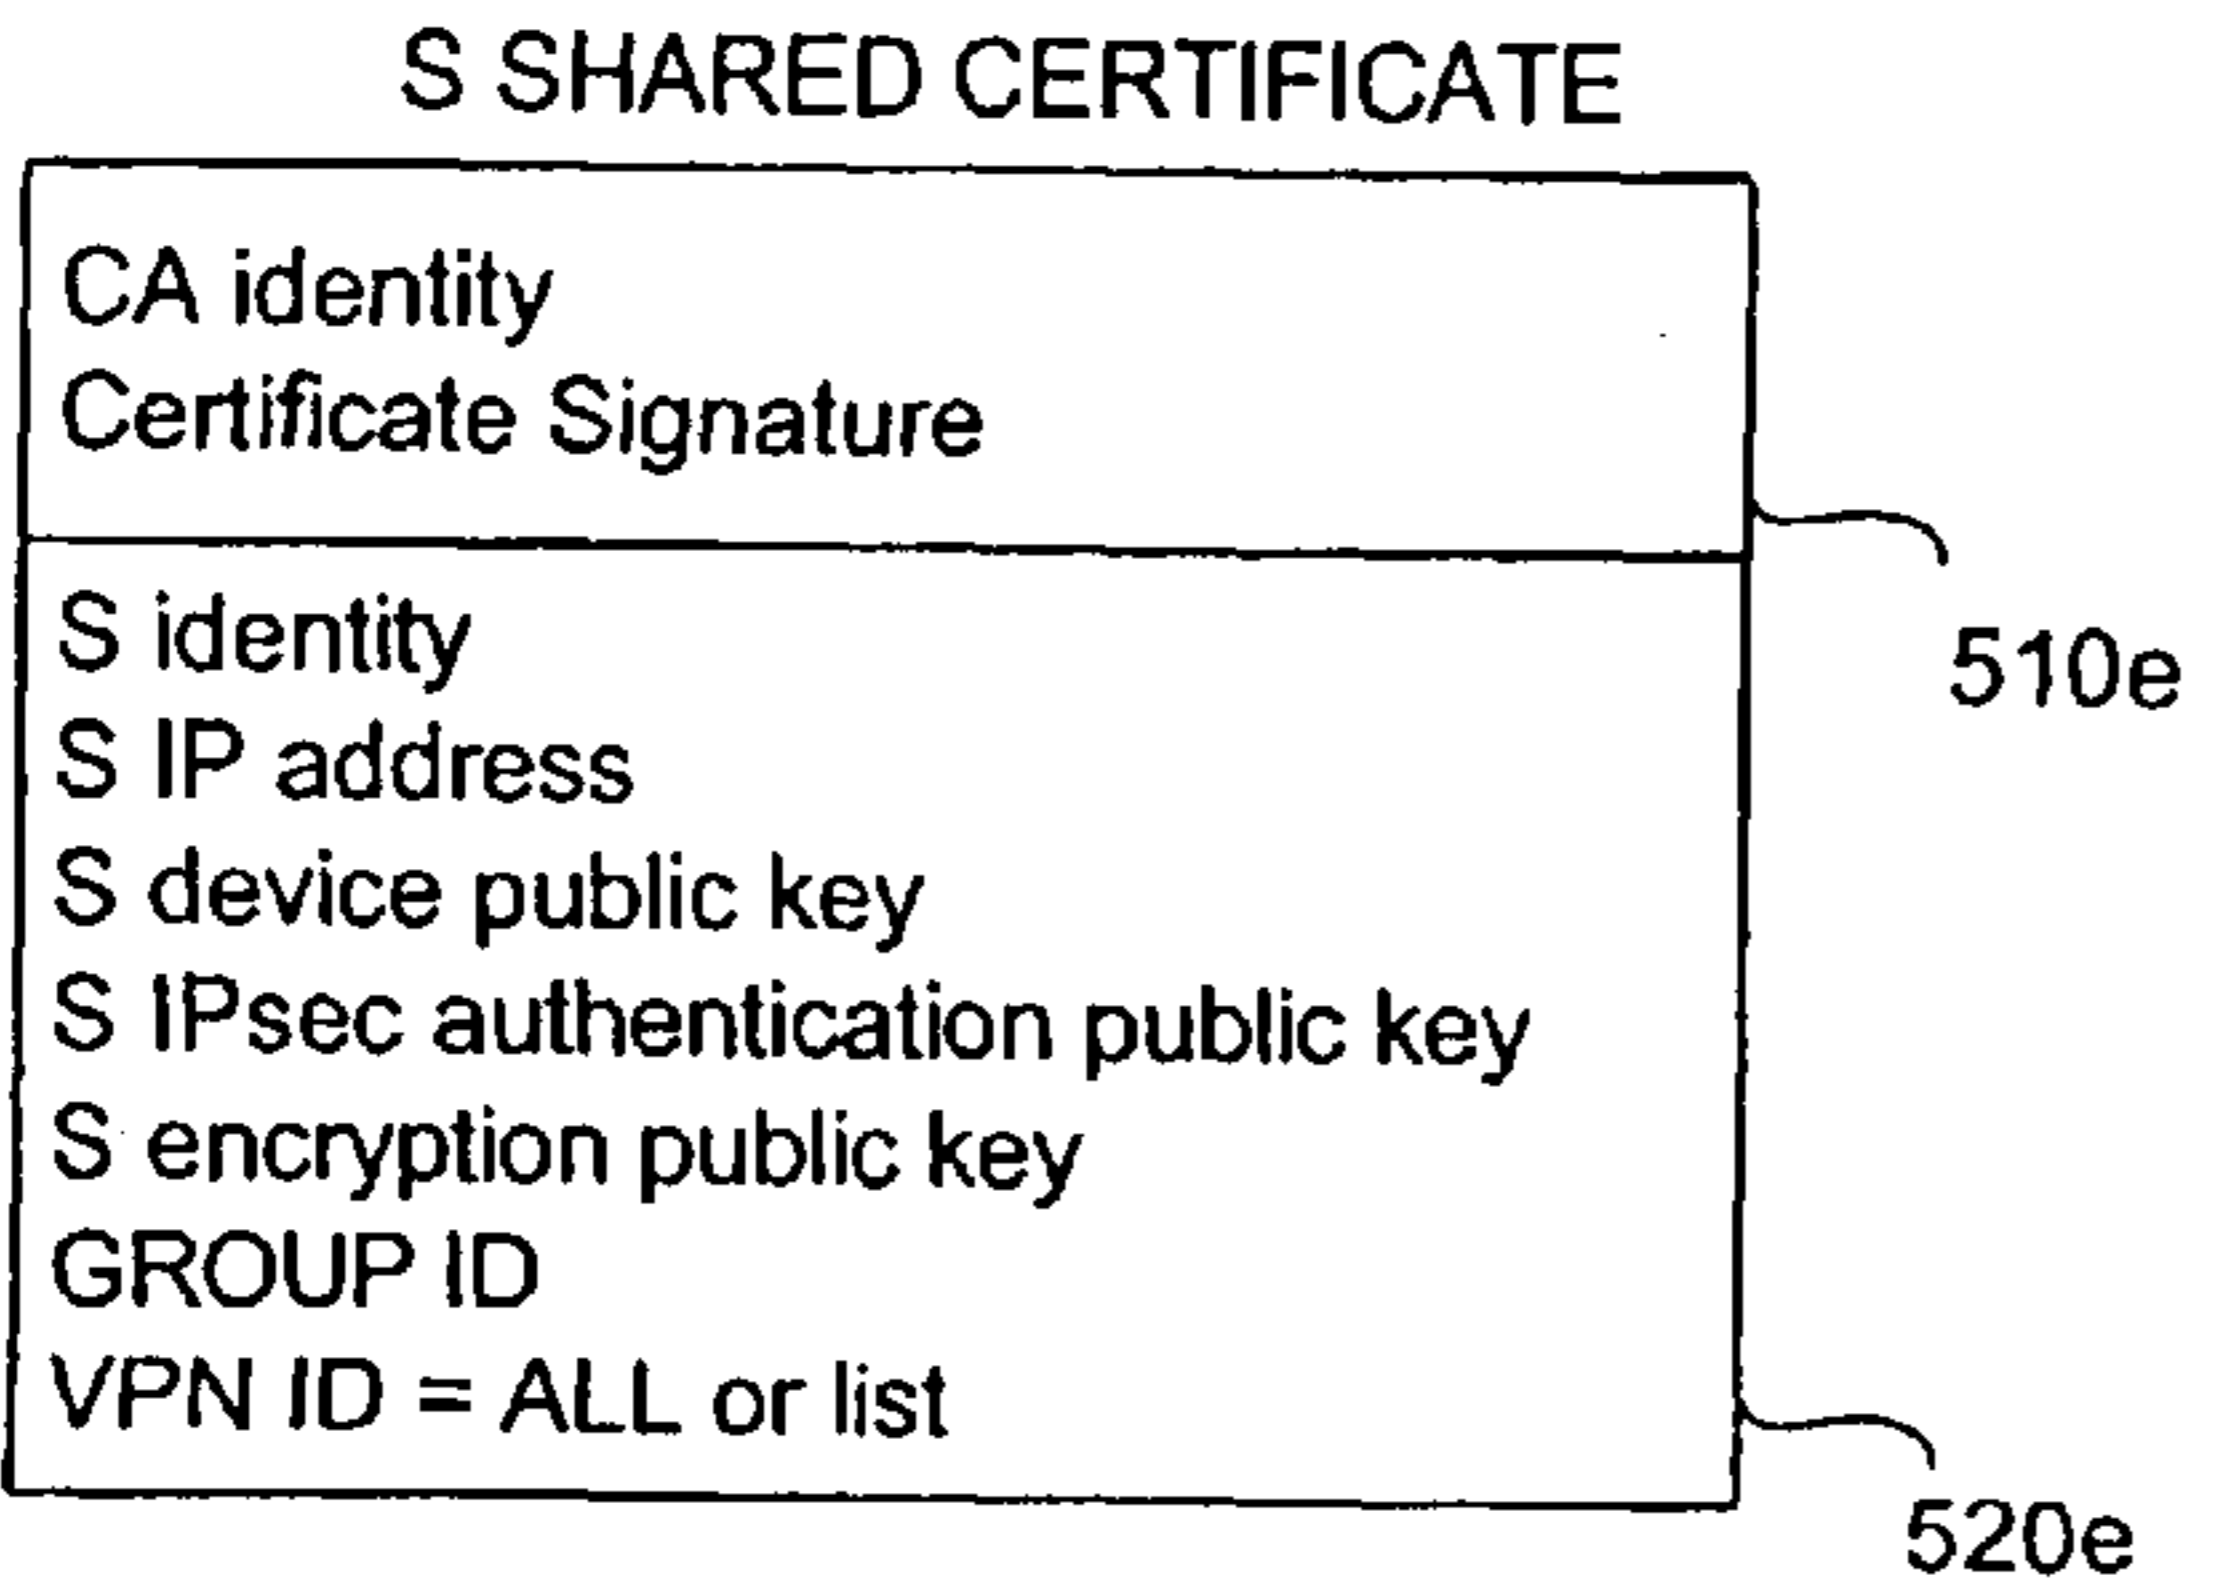 S SHARED CERTIFICATE
CA identity
Certificate Signature
510e
S identity
S IP address
S device public key
S IPsec authentication public key
S encryption public key
GROUP ID
VPN ID = ALL or list
520e